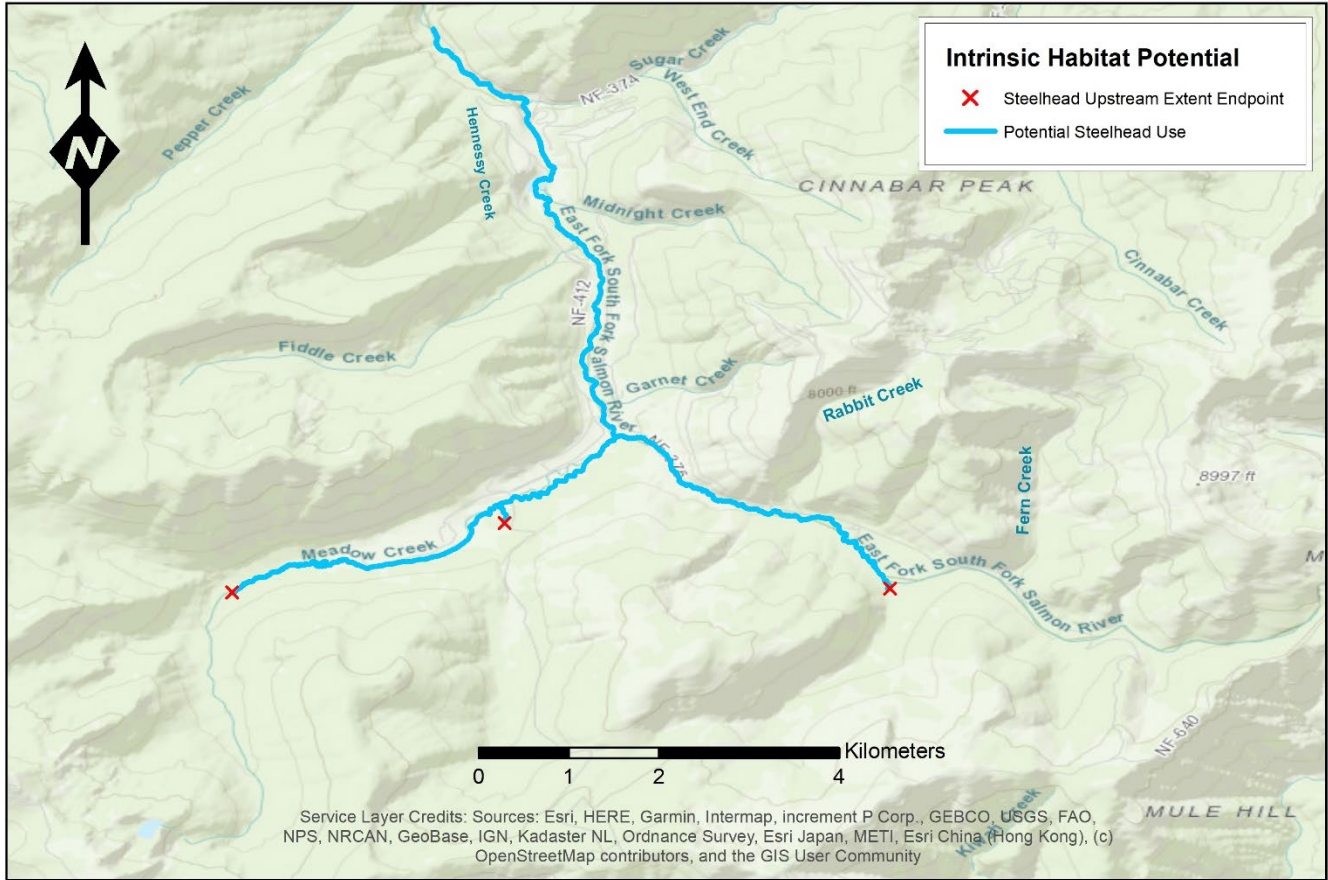 Intrinsic Habitat Potential
Steelhead Upstream Extent Endpoint
Potential Steelhead Use
N
Pepper Creek
Hennessy Creek
Sugar Creek
NF-374
West End Creek
CINNABAR PEAK
Midnight Creek
Cinnabar Creek
East Fork South Fork Salmon River
NF-412
Fiddle Creek
Garnet Creek
8000 ft
Rabbit Creek
NF-375
Fern Creek
8997 ft
Meadow Creek
East Fork South Fork Salmon River
M
NF-640
MULE HILL
Kilometers
0 1 2 4
Service Layer Credits: Sources: Esri, HERE, Garmin, Intermap, increment P Corp., GEBCO, USGS, FAO,
NPS, NRCAN, GeoBase, IGN, Kadaster NL, Ordnance Survey, Esri Japan, METI, Esri China (Hong Kong), (c)
OpenStreetMap contributors, and the GIS User Community